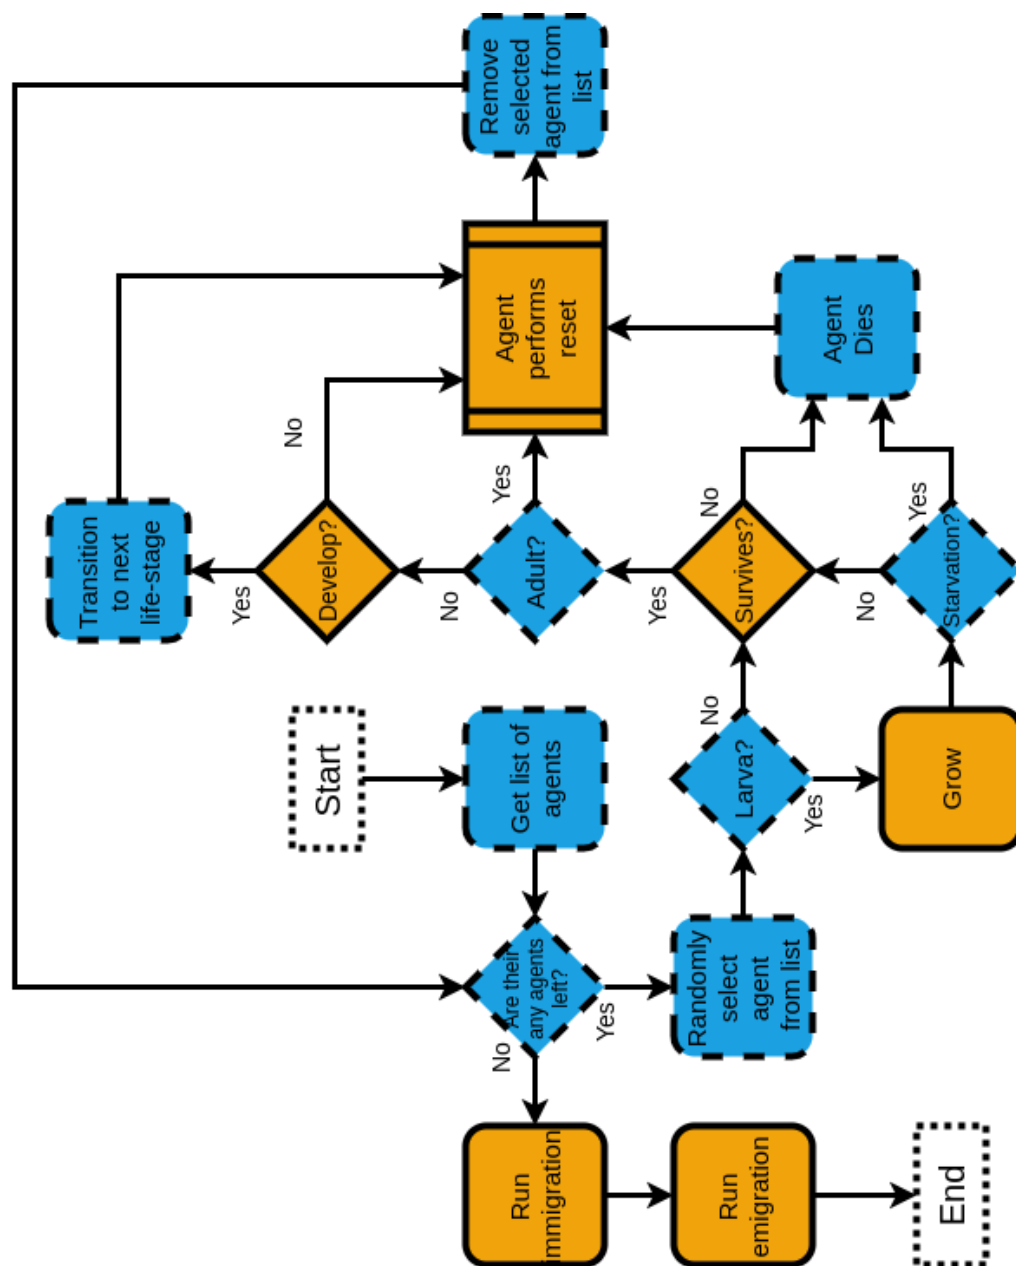 Start
Get list of
agents
Are their
any agents
left?
No
Yes
Run
immigration
Run
emigration
End
Randomly
select
agent
from list
Larva?
Yes
No
Grow
Starvation?
No
Yes
Survives?
Yes
No
Agent
Dies
Adult?
No
Yes
Develop?
Yes
No
Transition
to next
life-stage
Agent
performs
reset
Remove
selected
agent from
list